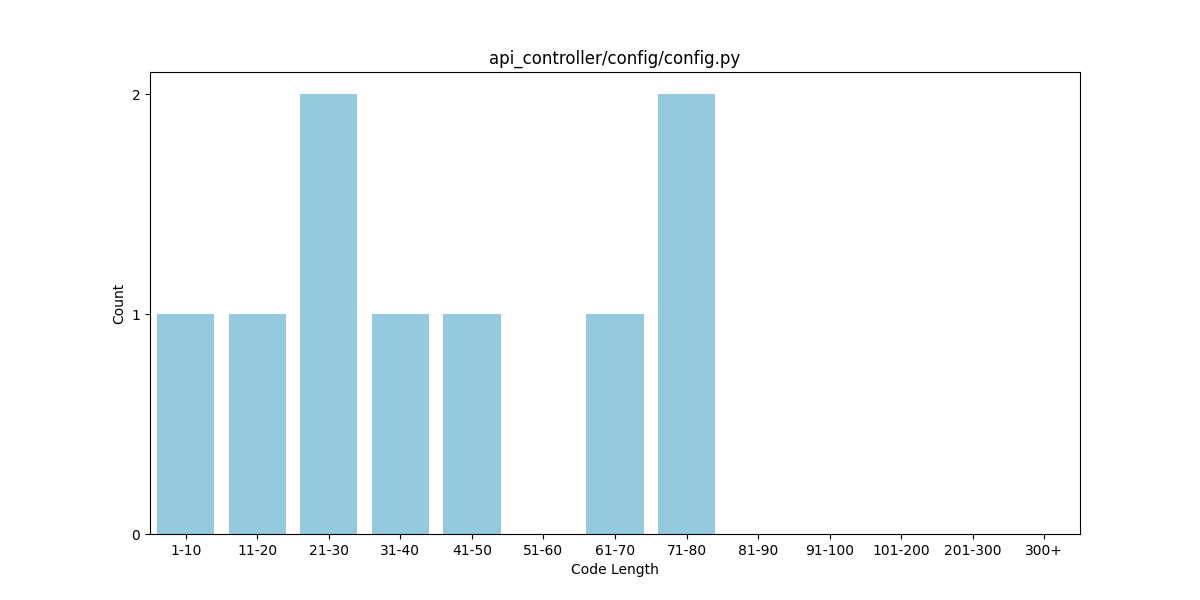 api_controller/config/config.py
2
1
0
Count
1-10 11-20 21-30 31-40 41-50 51-60 61-70 71-80 81-90 91-100 101-200 201-300 300+
Code Length